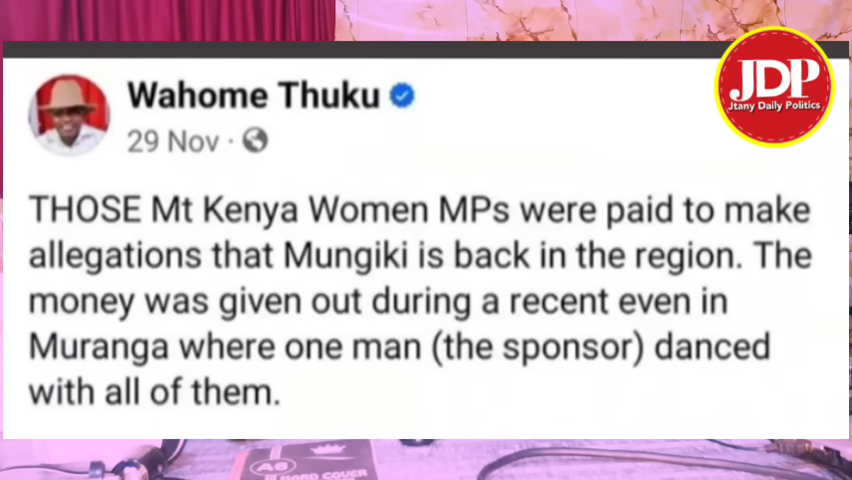 JDP
Jtany Daily Politics
Wahome Thuku
29 Nov ·
THOSE Mt Kenya Women MPs were paid to make
allegations that Mungiki is back in the region. The
money was given out during a recent even in
Muranga where one man (the sponsor) danced
with all of them.
A6
HARD COVER